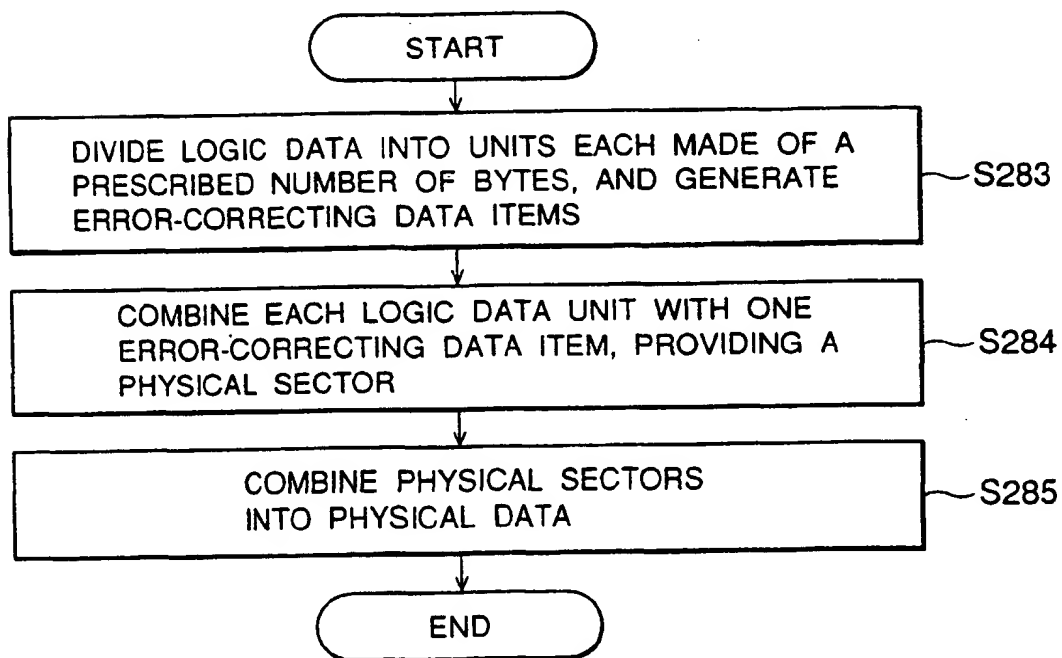 START
DIVIDE LOGIC DATA INTO UNITS EACH MADE OF A
PRESCRIBED NUMBER OF BYTES, AND GENERATE
ERROR-CORRECTING DATA ITEMS
S283
COMBINE EACH LOGIC DATA UNIT WITH ONE
ERROR-CORRECTING DATA ITEM, PROVIDING A
PHYSICAL SECTOR
S284
COMBINE PHYSICAL SECTORS
INTO PHYSICAL DATA
S285
END